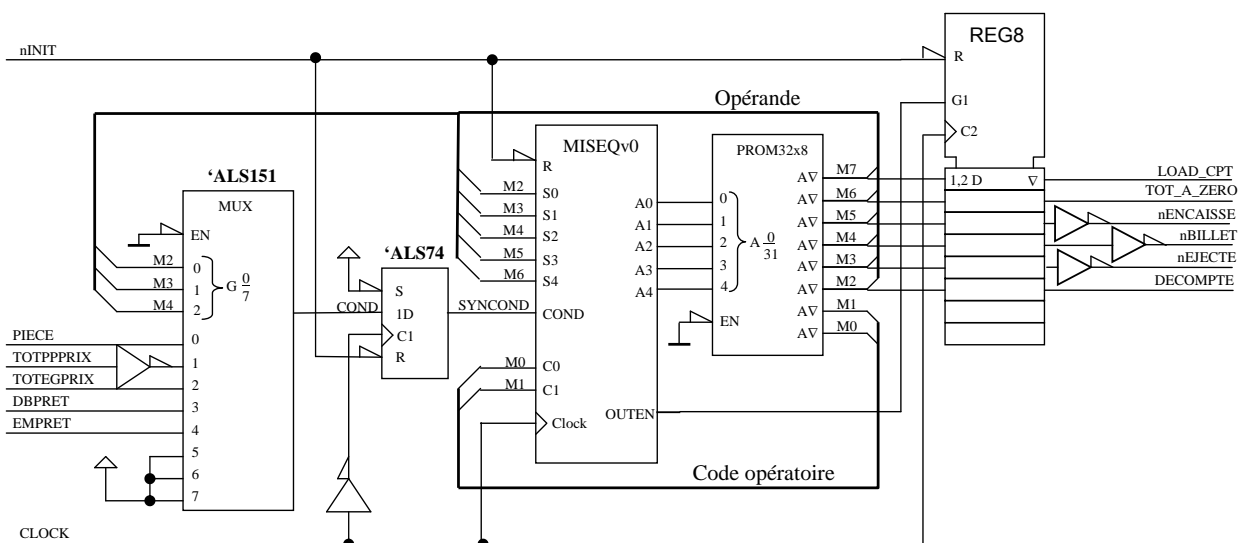 nINIT
REG8
R
G1
C2
Opérande
MISEQv0
R
PROM32x8
'ALS151
MUX
EN
M2
M3
M4
0
1
2
G 0/7
'ALS74
S
1D
C1
R
COND
SYNCOND
M2
M3
M4
M5
M6
S0
S1
S2
S3
S4
COND
M0
M1
C0
C1
Clock
OUTEN
A0
A1
A2
A3
A4
0
1
2
3
4
A 0/31
EN
A∇
A∇
A∇
A∇
A∇
A∇
A∇
A∇
M7
M6
M5
M4
M3
M2
M1
M0
1,2 D ∇
LOAD_CPT
TOT_A_ZERO
nENCAISSE
nBILLET
nEJECTE
DECOMPTE
PIECE
TOTPPPRIX
TOTEGPRIX
DBPRET
EMPRET
0
1
2
3
4
5
6
7
Code opératoire
CLOCK